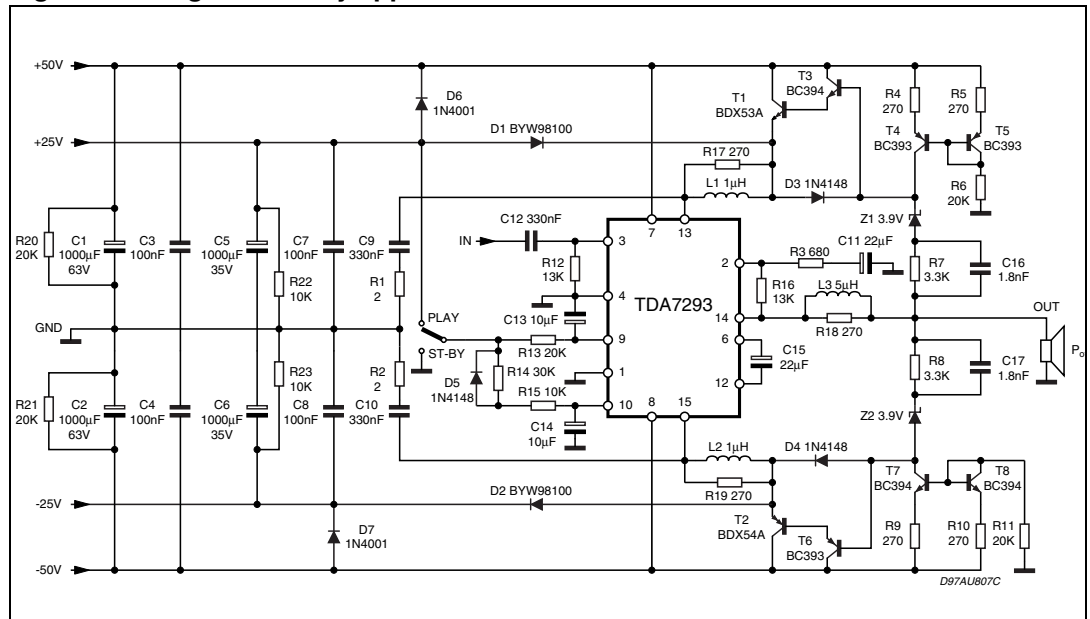 +50V
+25V
GND
-25V
-50V
R20
20K
C1
1000µF
63V
C3
100nF
C5
1000µF
35V
R22
10K
C7
100nF
C9
330nF
R1
2
R21
20K
C2
1000µF
63V
C4
100nF
C6
1000µF
35V
R23
10K
C8
100nF
R2
2
C10
330nF
D6
1N4001
D1 BYW98100
D7
1N4001
D2 BYW98100
PLAY
ST-BY
IN
C12 330nF
R12
13K
C13 10µF
R13 20K
D5
1N4148
R14 30K
R15 10K
C14
10µF
TDA7293
3
4
9
1
10
7
13
2
14
6
12
8
15
T1
BDX53A
T3
BC394
R17 270
L1 1µH
D3 1N4148
R4
270
R5
270
T4
BC393
T5
BC393
R6
20K
Z1 3.9V
R3 680
C11 22µF
R16
13K
L3 5µH
R18 270
C15
22µF
R7
3.3K
C16
1.8nF
OUT
Po
R8
3.3K
C17
1.8nF
Z2 3.9V
L2 1µH
D4 1N4148
R19 270
T2
BDX54A
T6
BC393
T7
BC394
T8
BC394
R9
270
R10
270
R11
20K
D97AU807C